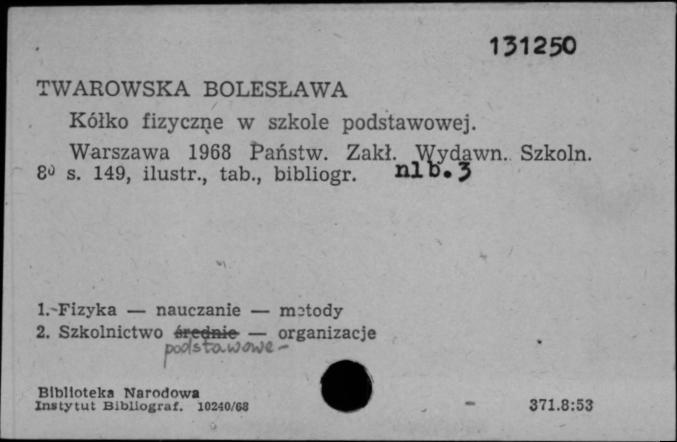 131250
TWAROWSKA BOLESŁAWA
Kółko fizyczne w szkole podstawowej.
Warszawa 1968 Państw. Zakł. Wydawn. Szkoln.
8⁰ s. 149, ilustr., tab., bibliogr. nlb. 3
1. Fizyka — nauczanie — metody
2. Szkolnictwo średnie — organizacje
podstawowe -
Biblioteka Narodowa
Instytut Bibliograf. 10240/68
371.8:53